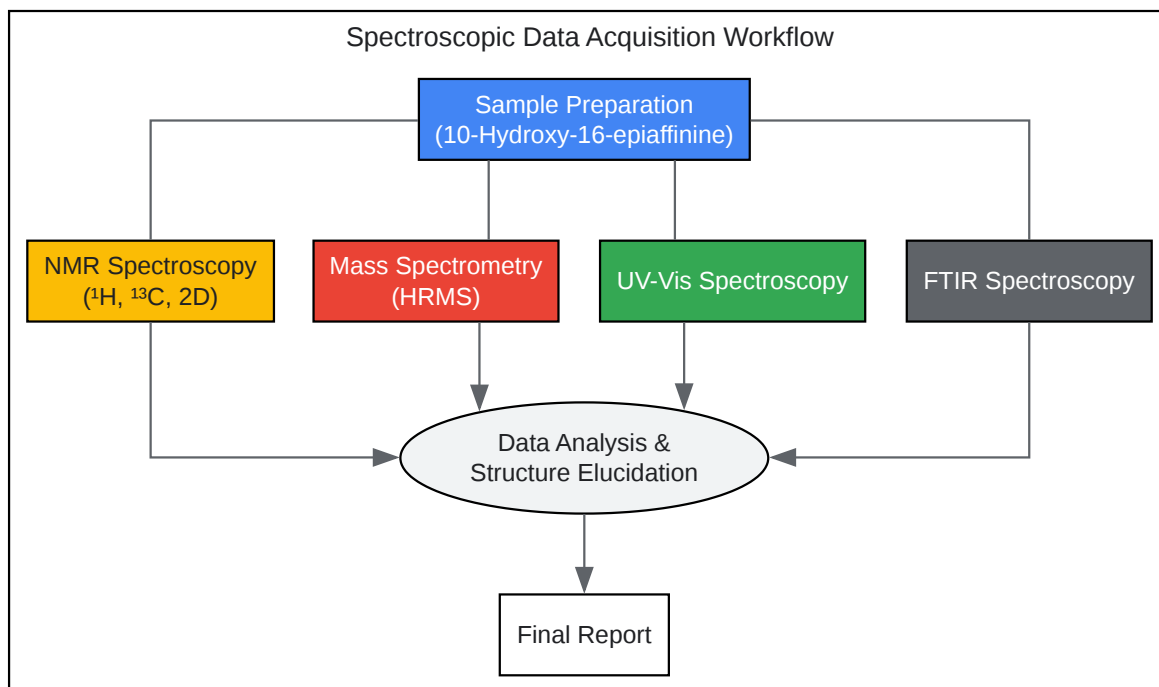 Spectroscopic Data Acquisition Workflow
Sample Preparation
(10-Hydroxy-16-epiaffinine)
NMR Spectroscopy
(¹H, ¹³C, 2D)
Mass Spectrometry
(HRMS)
UV-Vis Spectroscopy
FTIR Spectroscopy
Data Analysis &
Structure Elucidation
Final Report